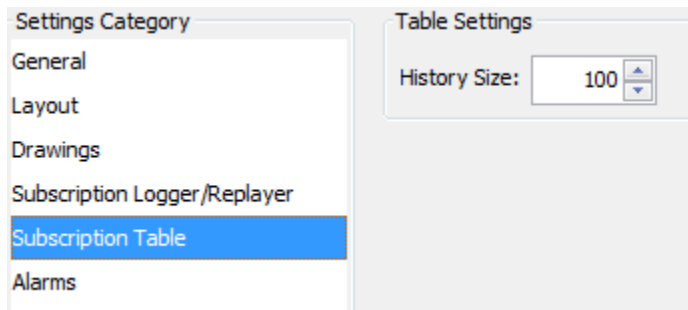 Settings Category
General
Layout
Drawings
Subscription Logger/Replayer
Subscription Table
Alarms
Table Settings
History Size: 100